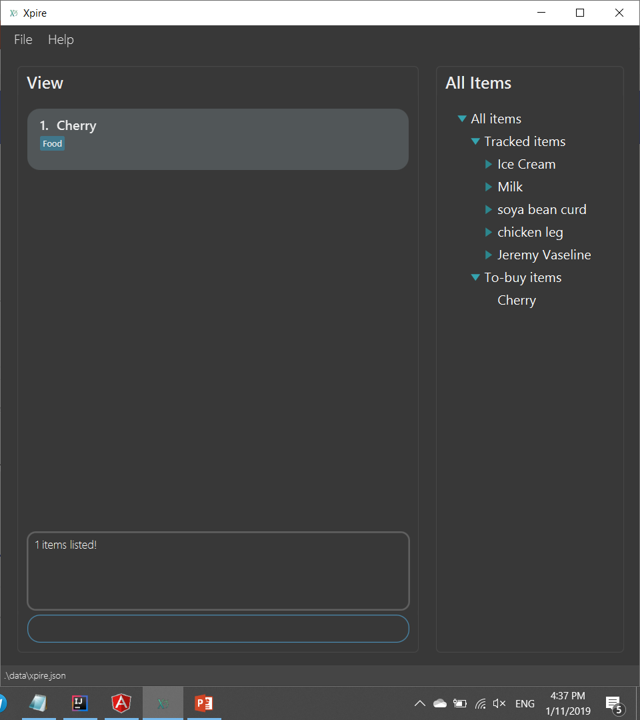 Xpire
File Help
View
1. Cherry
Food
1 items listed!
All Items
All items
Tracked items
Ice Cream
Milk
soya bean curd
chicken leg
Jeremy Vaseline
To-buy items
Cherry
.\data\xpire.json
ENG
4:37 PM
1/11/2019
5